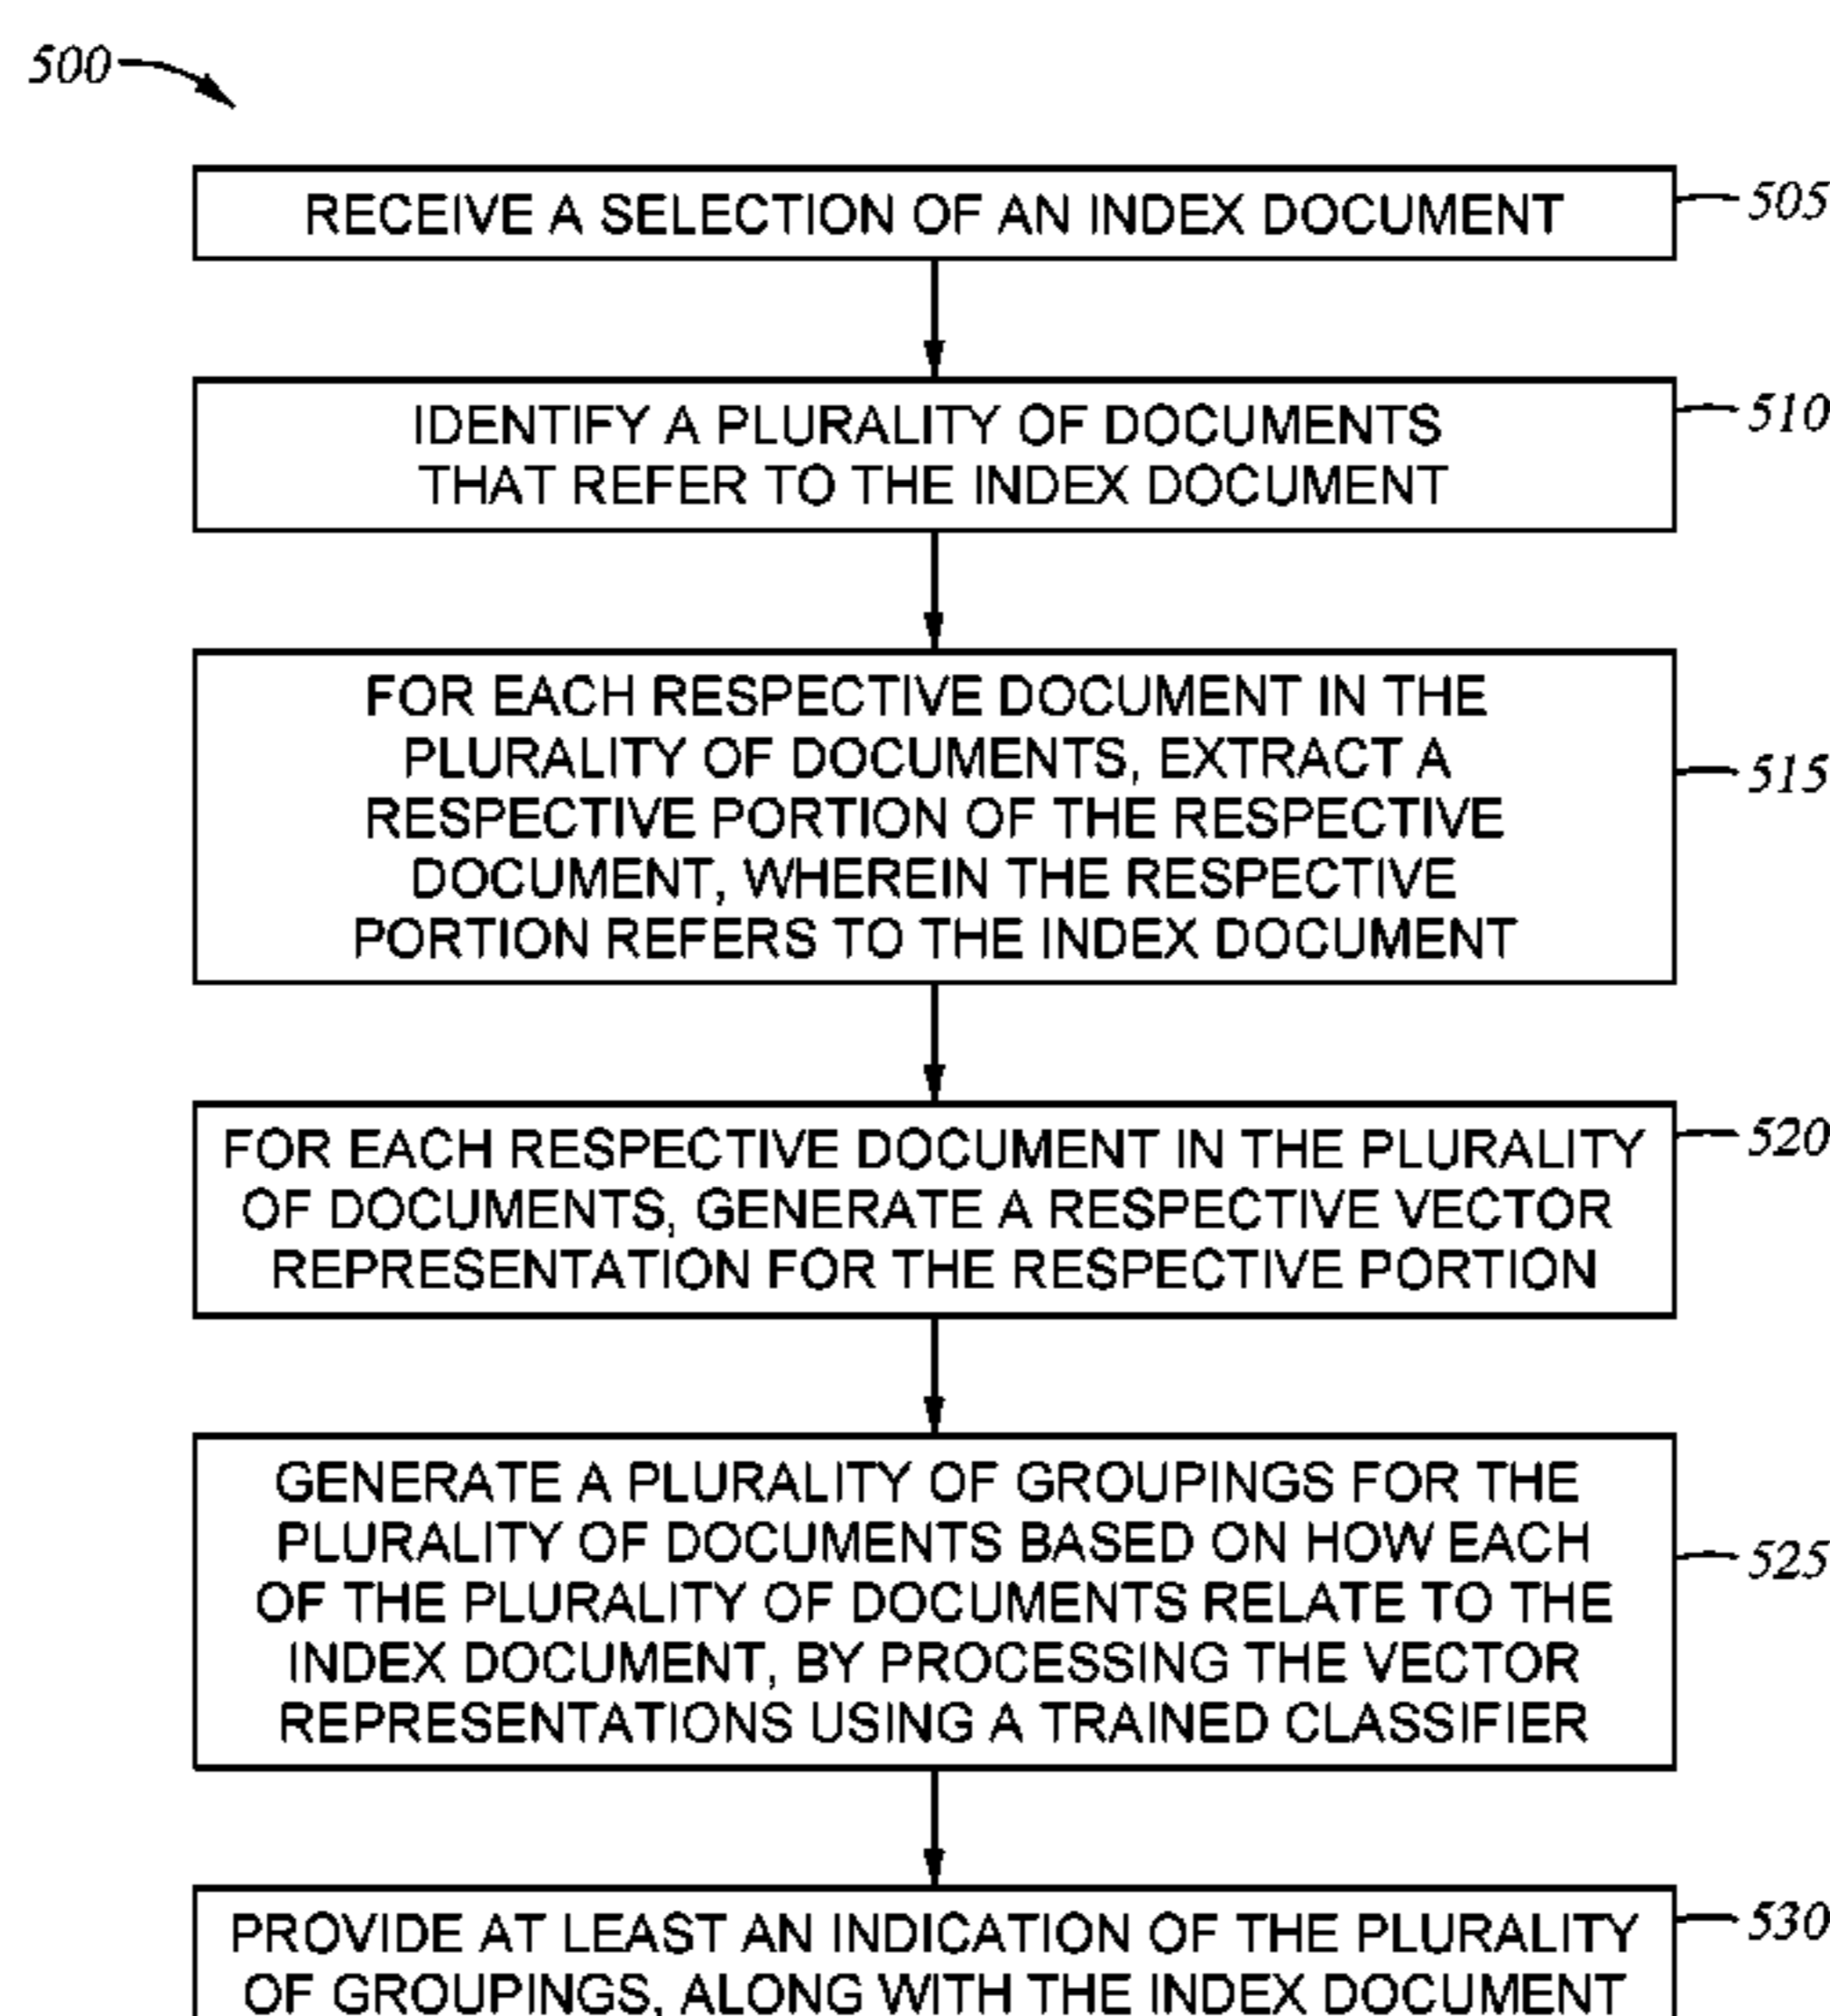 500
RECEIVE A SELECTION OF AN INDEX DOCUMENT
505
IDENTIFY A PLURALITY OF DOCUMENTS
THAT REFER TO THE INDEX DOCUMENT
510
FOR EACH RESPECTIVE DOCUMENT IN THE
PLURALITY OF DOCUMENTS, EXTRACT A
RESPECTIVE PORTION OF THE RESPECTIVE
DOCUMENT, WHEREIN THE RESPECTIVE
PORTION REFERS TO THE INDEX DOCUMENT
515
FOR EACH RESPECTIVE DOCUMENT IN THE PLURALITY
OF DOCUMENTS, GENERATE A RESPECTIVE VECTOR
REPRESENTATION FOR THE RESPECTIVE PORTION
520
GENERATE A PLURALITY OF GROUPINGS FOR THE
PLURALITY OF DOCUMENTS BASED ON HOW EACH
OF THE PLURALITY OF DOCUMENTS RELATE TO THE
INDEX DOCUMENT, BY PROCESSING THE VECTOR
REPRESENTATIONS USING A TRAINED CLASSIFIER
525
PROVIDE AT LEAST AN INDICATION OF THE PLURALITY
OF GROUPINGS, ALONG WITH THE INDEX DOCUMENT
530